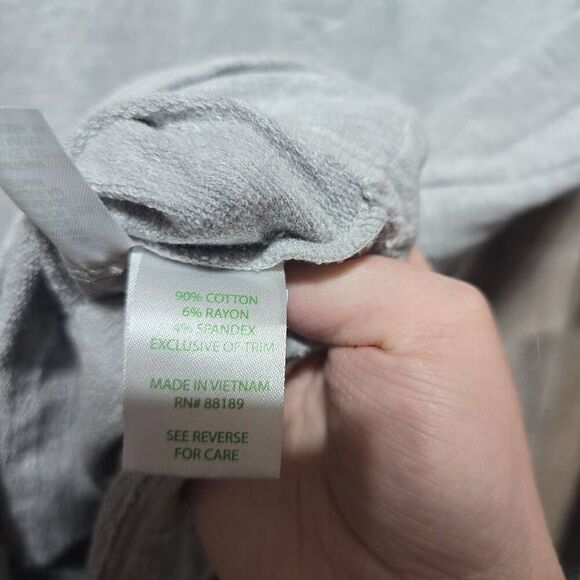 90% COTTON
6% RAYON
4% SPANDEX
EXCLUSIVE OF TRIM
MADE IN VIETNAM
RN# 88189
SEE REVERSE
FOR CARE